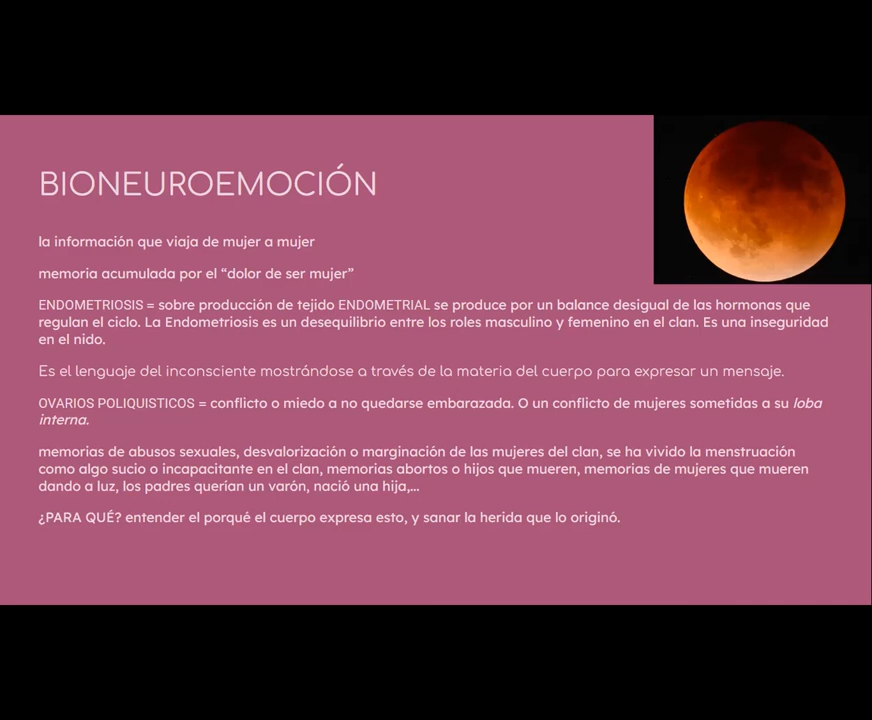 BIONEUROEMOCIÓN
la información que viaja de mujer a mujer
memoria acumulada por el “dolor de ser mujer”
ENDOMETRIOSIS = sobre producción de tejido ENDOMETRIAL se produce por un balance desigual de las hormonas que
regulan el ciclo. La Endometriosis es un desequilibrio entre los roles masculino y femenino en el clan. Es una inseguridad
en el nido.
Es el lenguaje del inconsciente mostrándose a través de la materia del cuerpo para expresar un mensaje.
OVARIOS POLIQUISTICOS = conflicto o miedo a no quedarse embarazada. O un conflicto de mujeres sometidas a su loba
interna.
memorias de abusos sexuales, desvalorización o marginación de las mujeres del clan, se ha vivido la menstruación
como algo sucio o incapacitante en el clan, memorias abortos o hijos que mueren, memorias de mujeres que mueren
dando a luz, los padres querían un varón, nació una hija,...
¿PARA QUÉ? entender el porqué el cuerpo expresa esto, y sanar la herida que lo originó.